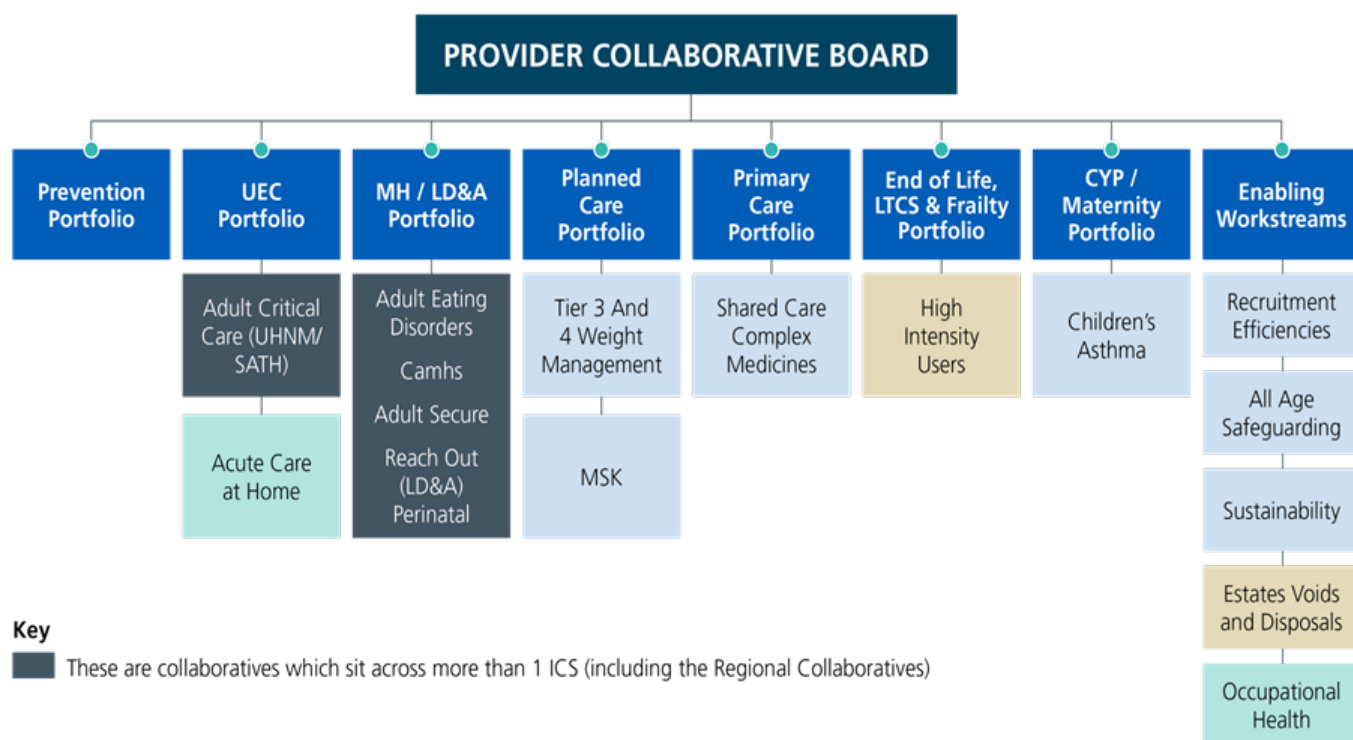 PROVIDER COLLABORATIVE BOARD
Prevention
Portfolio
UEC
Portfolio
Adult Critical
Care (UHNM/
SATH)
Acute Care
at Home
MH / LD&A
Portfolio
Adult Eating
Disorders
Camhs
Adult Secure
Reach Out
(LD&A)
Perinatal
Planned
Care
Portfolio
Tier 3 And
4 Weight
Management
MSK
Primary
Care
Portfolio
Shared Care
Complex
Medicines
End of Life,
LTCS & Frailty
Portfolio
High
Intensity
Users
CYP /
Maternity
Portfolio
Children's
Asthma
Enabling
Workstreams
Recruitment
Efficiencies
All Age
Safeguarding
Sustainability
Estates Voids
and Disposals
Occupational
Health
Key
These are collaboratives which sit across more than 1 ICS (including the Regional Collaboratives)